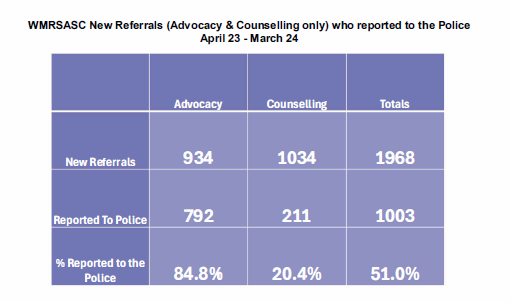 WMRSASC New Referrals (Advocacy & Counselling only) who reported to the Police
April 23 - March 24
Advocacy Counselling Totals
New Referrals 934 1034 1968
Reported To Police 792 211 1003
% Reported to the
Police 84.8% 20.4% 51.0%